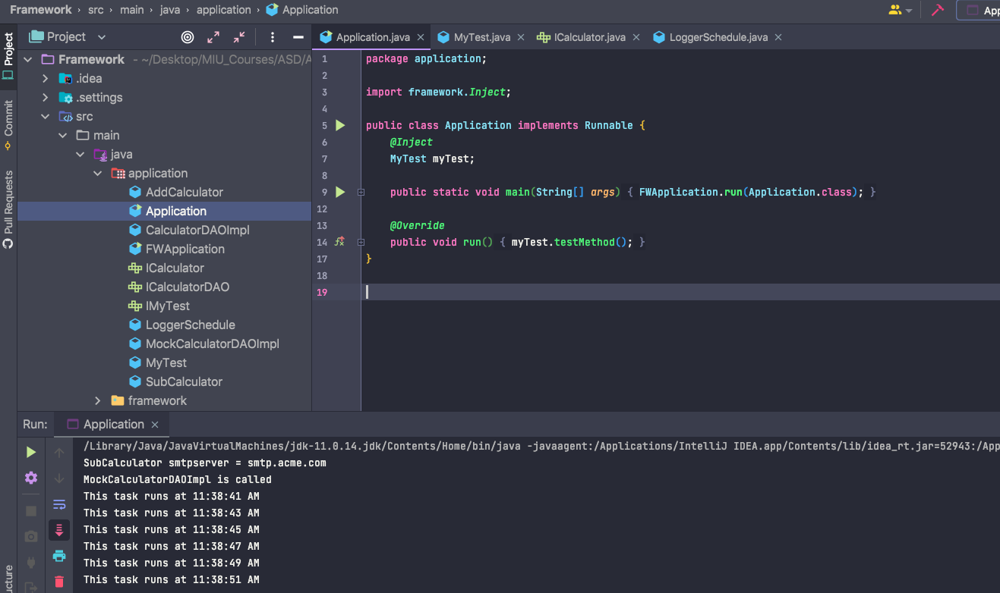 Framework › src › main › java › application › Application
App
Project
Commit
Pull Requests
ucture
Project
Framework - ~/Desktop/MIU_Courses/ASD/A
.idea
.settings
src
main
java
application
AddCalculator
Application
CalculatorDAOImpl
FWApplication
ICalculator
ICalculatorDAO
IMyTest
LoggerSchedule
MockCalculatorDAOImpl
MyTest
SubCalculator
framework
Application.java MyTest.java ICalculator.java LoggerSchedule.java
1 package application;
2
3 import framework.Inject;
4
5 public class Application implements Runnable {
6 @Inject
7 MyTest myTest;
8
9 public static void main(String[] args) { FWApplication.run(Application.class); }
12
13 @Override
14 public void run() { myTest.testMethod(); }
17 }
18
19
Run: Application
/Library/Java/JavaVirtualMachines/jdk-11.0.14.jdk/Contents/Home/bin/java -javaagent:/Applications/IntelliJ IDEA.app/Contents/lib/idea_rt.jar=52943:/App
SubCalculator smtpserver = smtp.acme.com
MockCalculatorDAOImpl is called
This task runs at 11:38:41 AM
This task runs at 11:38:43 AM
This task runs at 11:38:45 AM
This task runs at 11:38:47 AM
This task runs at 11:38:49 AM
This task runs at 11:38:51 AM